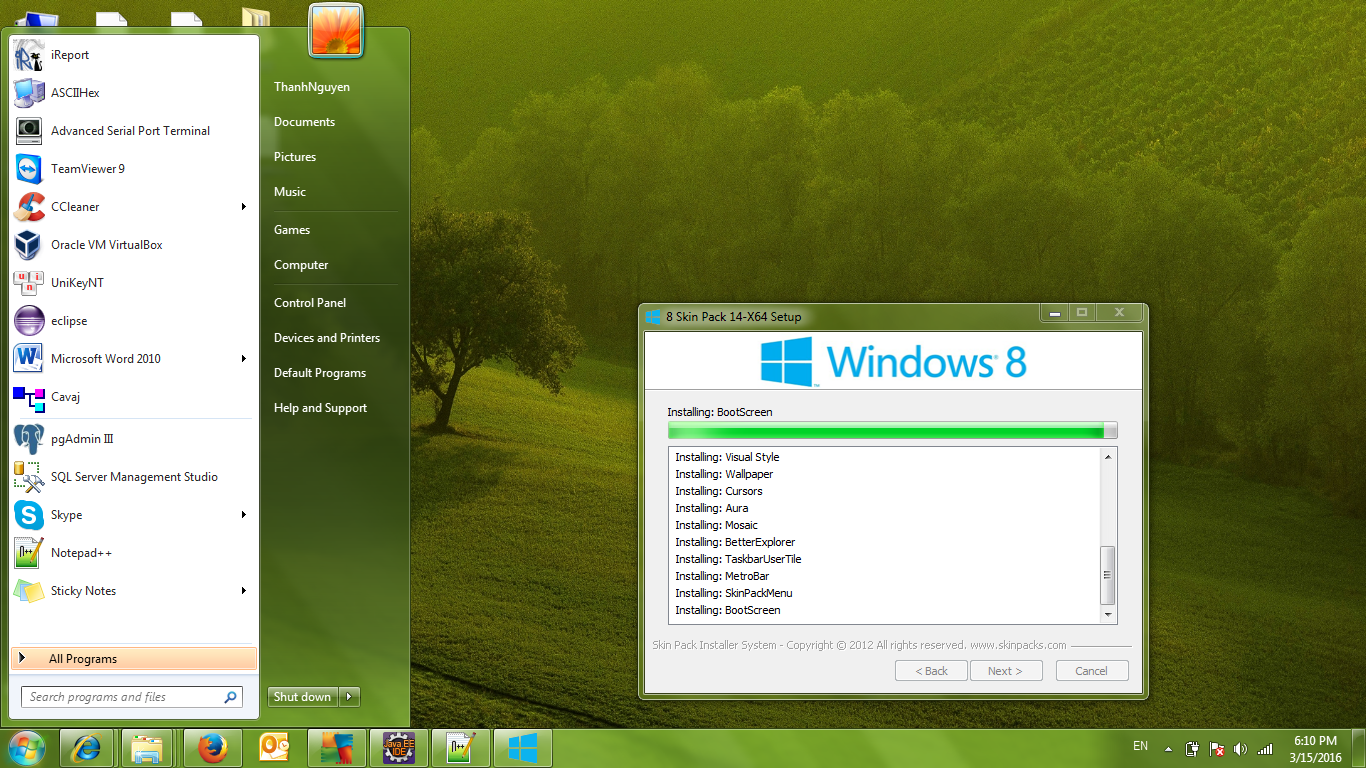 iReport
ASCIIHex
Advanced Serial Port Terminal
TeamViewer 9
CCleaner
Oracle VM VirtualBox
UniKeyNT
eclipse
Microsoft Word 2010
Cavaj
pgAdmin III
SQL Server Management Studio
Skype
Notepad++
Sticky Notes
All Programs
Search programs and files
ThanhNguyen
Documents
Pictures
Music
Games
Computer
Control Panel
Devices and Printers
Default Programs
Help and Support
Shut down
8 Skin Pack 14-X64 Setup
Windows 8
Installing: BootScreen
Installing: Visual Style
Installing: Wallpaper
Installing: Cursors
Installing: Aura
Installing: Mosaic
Installing: BetterExplorer
Installing: TaskbarUserTile
Installing: MetroBar
Installing: SkinPackMenu
Installing: BootScreen
Skin Pack Installer System - Copyright © 2012 All rights reserved. www.skinpacks.com
< Back
Next >
Cancel
Java EE
IDE
EN
6:10 PM
3/15/2016